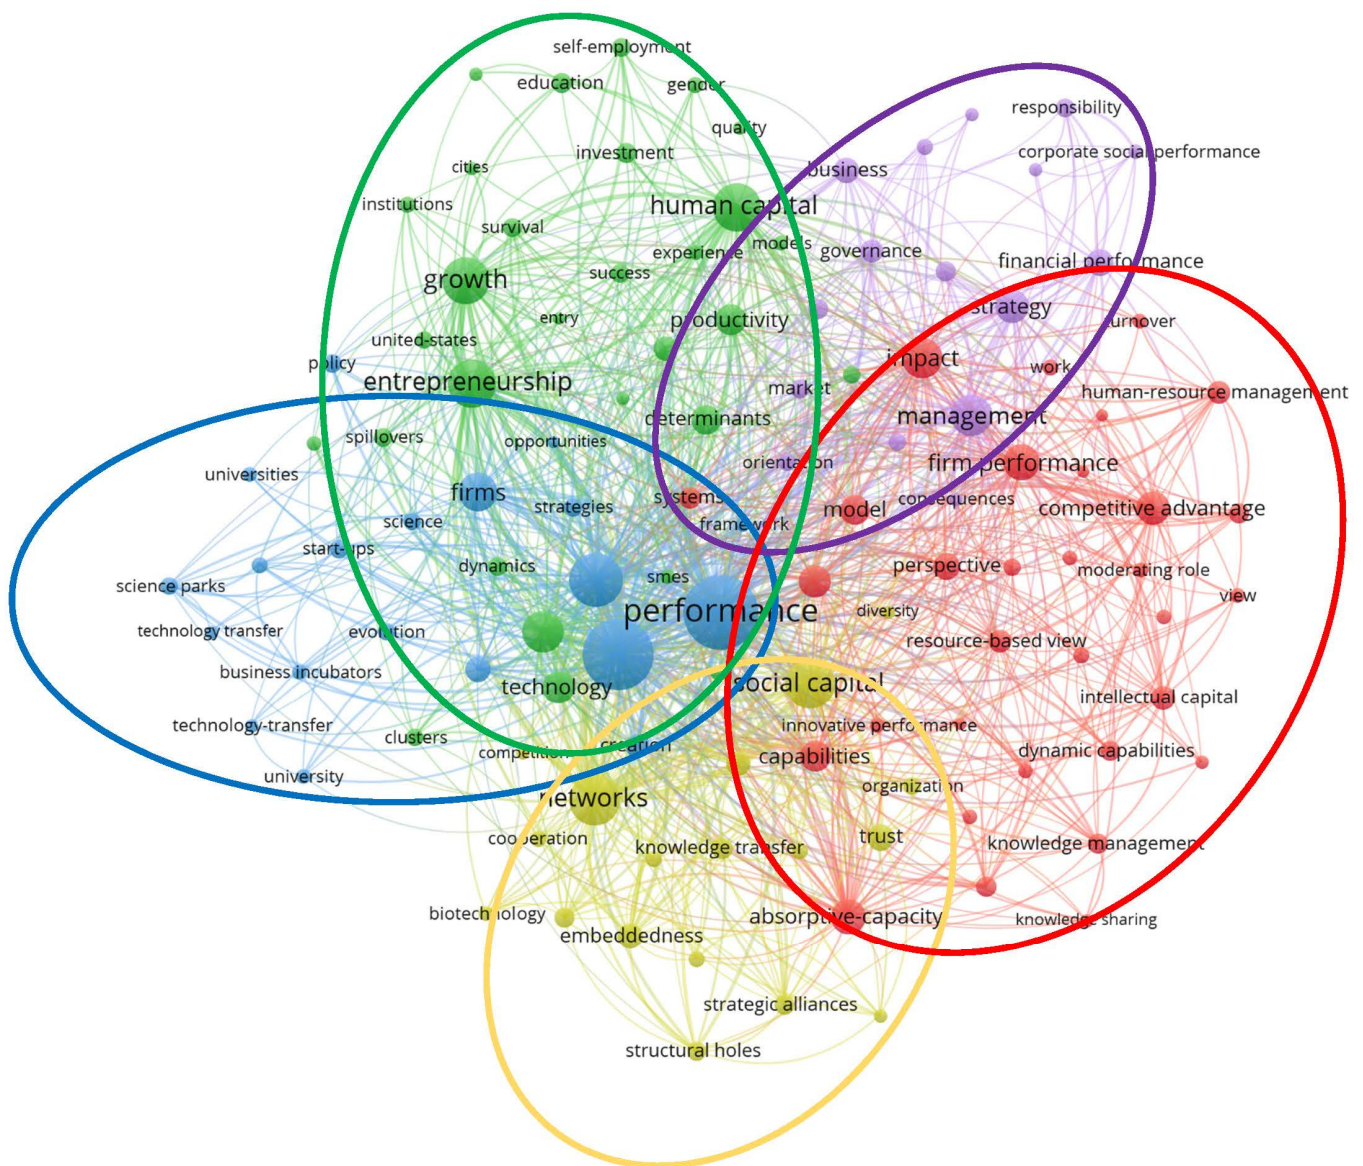 self-employment
education
gender
quality
responsibility
investment
corporate social performance
cities
business
institutions
human capital
survival
experience
models
governance
financial performance
growth
success
strategy
entry
productivity
turnover
united-states
policy
impact
work
entrepreneurship
market
human-resource management
determinants
management
spillovers
opportunities
universities
orientation
firm performance
firms
strategies
systems
consequences
science
framework
model
competitive advantage
start-ups
dynamics
smes
perspective
moderating role
science parks
view
performance
diversity
technology transfer
evolution
resource-based view
business incubators
technology
social capital
intellectual capital
technology-transfer
innovative performance
clusters
competition
creation
capabilities
dynamic capabilities
university
organization
networks
cooperation
knowledge transfer
trust
knowledge management
biotechnology
absorptive-capacity
knowledge sharing
embeddedness
strategic alliances
structural holes